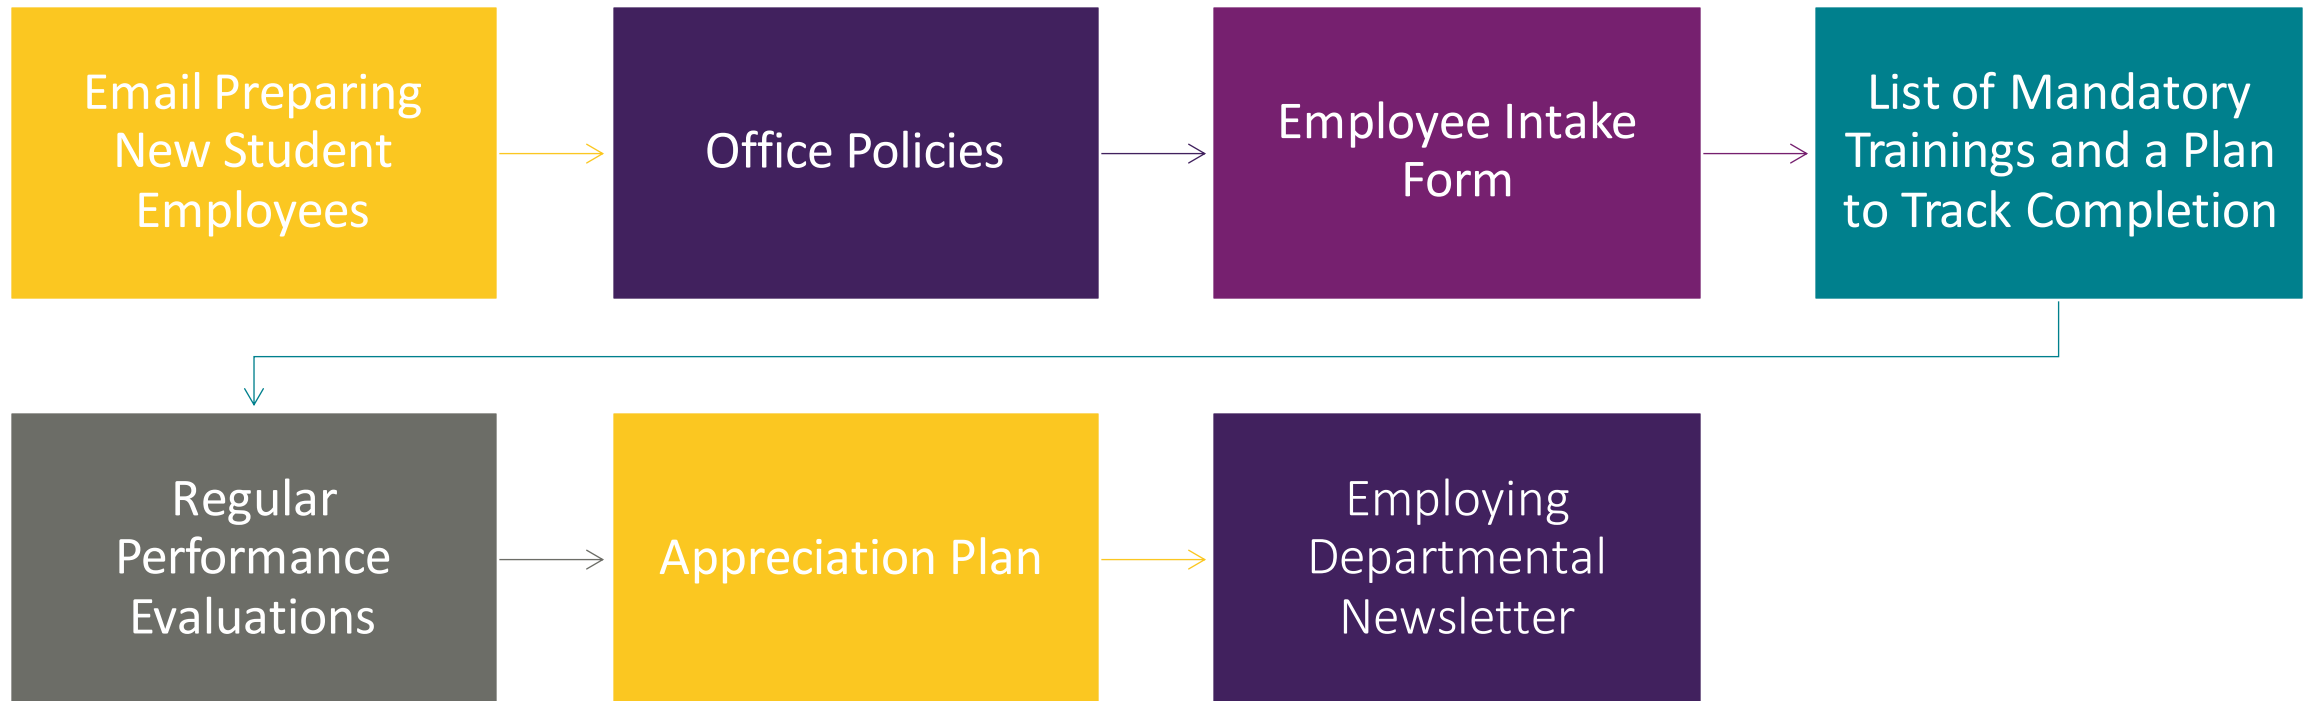 Email Preparing
New Student
Employees
Office Policies
Employee Intake
Form
List of Mandatory
Trainings and a Plan
to Track Completion
Regular
Performance
Evaluations
Appreciation Plan
Employing
Departmental
Newsletter